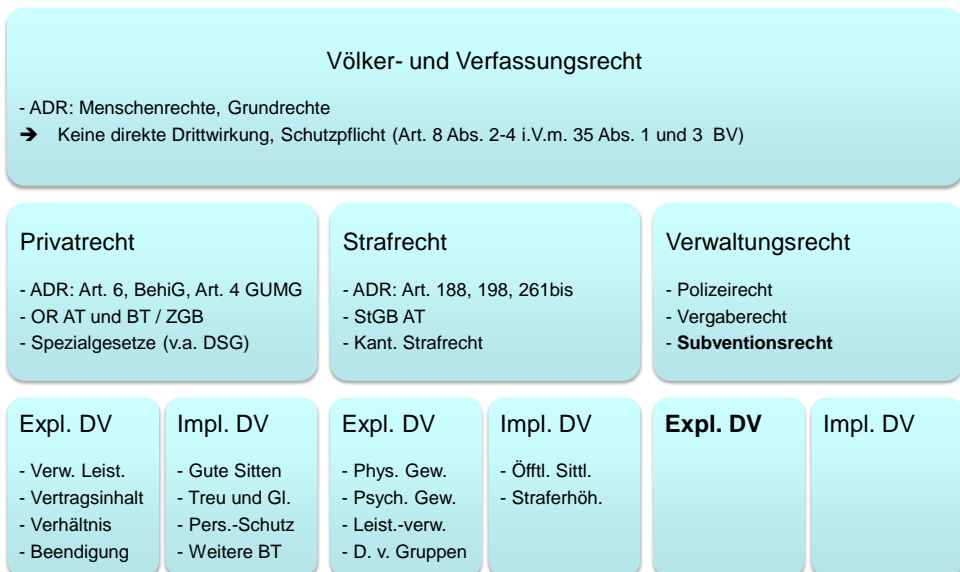 Völker- und Verfassungsrecht
- ADR: Menschenrechte, Grundrechte
➔ Keine direkte Drittwirkung, Schutzpflicht (Art. 8 Abs. 2-4 i.V.m. 35 Abs. 1 und 3 BV)
Privatrecht
- ADR: Art. 6, BehiG, Art. 4 GUMG
- OR AT und BT / ZGB
- Spezialgesetze (v.a. DSG)
Strafrecht
- ADR: Art. 188, 198, 261bis
- StGB AT
- Kant. Strafrecht
Verwaltungsrecht
- Polizeirecht
- Vergaberecht
- Subventionsrecht
Expl. DV
- Verw. Leist.
- Vertragsinhalt
- Verhältnis
- Beendigung
Impl. DV
- Gute Sitten
- Treu und Gl.
- Pers.-Schutz
- Weitere BT
Expl. DV
- Phys. Gew.
- Psych. Gew.
- Leist.-verw.
- D. v. Gruppen
Impl. DV
- Öfftl. Sittl.
- Straferhöh.
Expl. DV
Impl. DV